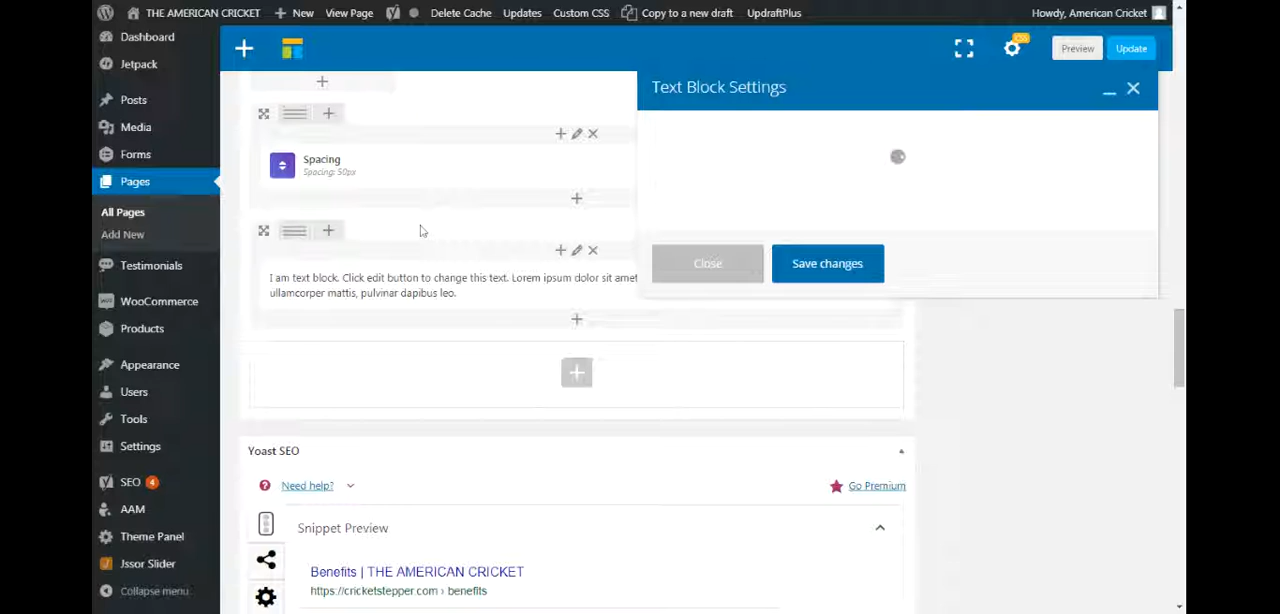 THE AMERICAN CRICKET New View Page Delete Cache Updates Custom CSS Copy to a new draft UpdraftPlus Howdy, American Cricket
Dashboard
Jetpack
Posts
Media
Forms
Pages
All Pages
Add New
Testimonials
WooCommerce
Products
Appearance
Users
Tools
Settings
SEO 4
AAM
Theme Panel
Jssor Slider
Collapse menu
CSS
Preview Update
Text Block Settings
Close Save changes
Spacing
Spacing: 50px
I am text block. Click edit button to change this text. Lorem ipsum dolor sit amet
ullamcorper mattis, pulvinar dapibus leo.
Yoast SEO
Need help? Go Premium
Snippet Preview
Benefits | THE AMERICAN CRICKET
https://cricketstepper.com › benefits